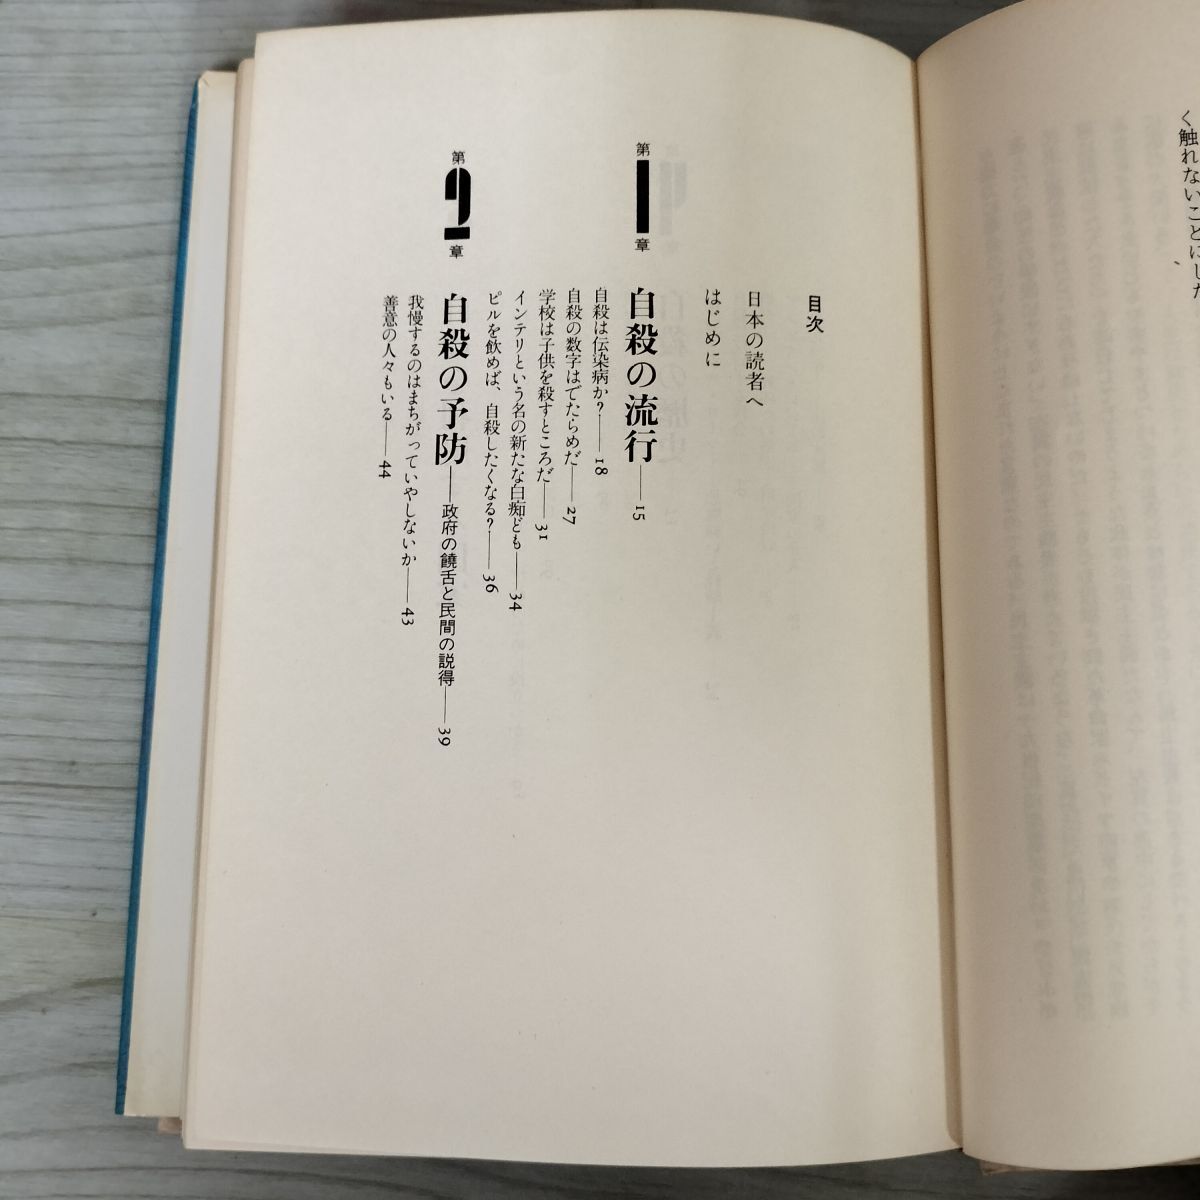 く触れないことにした、
目次
日本の読者へ
はじめに
第1章 自殺の流行——15
自殺は伝染病か?——18
自殺の数字はでたらめだ——27
学校は子供を殺すところだ——31
インテリという名の新たな白痴ども——34
ピルを飲めば、自殺したくなる?——36
第2章 自殺の予防——政府の饒舌と民間の説得——39
我慢するのはまちがっていやしないか——43
善意の人々もいる——44